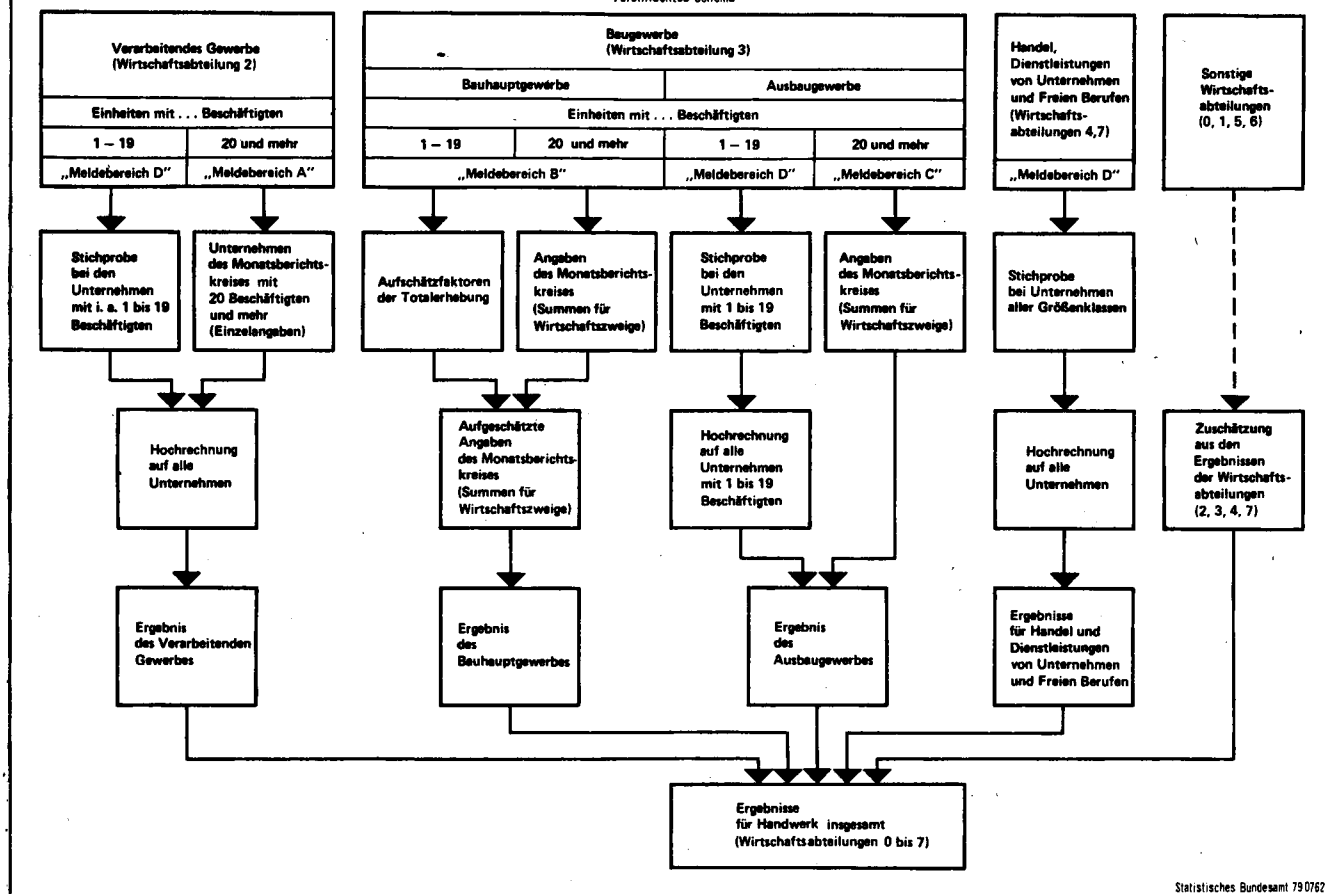 Vereinfachtes Schema
Verarbeitendes Gewerbe
(Wirtschaftsabteilung 2)
Einheiten mit . . . Beschäftigten
1 – 19
20 und mehr
„Meldebereich D"
„Meldebereich A"
Baugewerbe
(Wirtschaftsabteilung 3)
Bauhauptgewerbe
Ausbaugewerbe
Einheiten mit . . . Beschäftigten
1 – 19
20 und mehr
1 – 19
20 und mehr
„Meldebereich B"
„Meldebereich D"
„Meldebereich C"
Handel,
Dienstleistungen
von Unternehmen
und Freien Berufen
(Wirtschafts-
abteilungen 4,7)
„Meldebereich D"
Sonstige
Wirtschafts-
abteilungen
(0, 1, 5, 6)
Stichprobe
bei den
Unternehmen
mit i. a. 1 bis 19
Beschäftigten
Unternehmen
des Monatsberichts-
kreises mit
20 Beschäftigten
und mehr
(Einzelangaben)
Aufschätzfaktoren
der Totalerhebung
Angaben
des Monatsberichts-
kreises
(Summen für
Wirtschaftszweige)
Stichprobe
bei den
Unternehmen
mit 1 bis 19
Beschäftigten
Angaben
des Monatsberichts-
kreises
(Summen für
Wirtschaftszweige)
Stichprobe
bei Unternehmen
aller Größenklassen
Hochrechnung
auf alle
Unternehmen
Aufgeschätzte
Angaben
des Monatsberichts-
kreises
(Summen für
Wirtschaftszweige)
Hochrechnung
auf alle
Unternehmen
mit 1 bis 19
Beschäftigten
Hochrechnung
auf alle
Unternehmen
Zuschätzung
aus den
Ergebnissen
der Wirtschafts-
abteilungen
(2, 3, 4, 7)
Ergebnis
des Verarbeitenden
Gewerbes
Ergebnis
des
Bauhauptgewerbes
Ergebnis
des
Ausbaugewerbes
Ergebnisse
für Handel und
Dienstleistungen
von Unternehmen
und Freien Berufen
Ergebnisse
für Handwerk insgesamt
(Wirtschaftsabteilungen 0 bis 7)
Statistisches Bundesamt 79 0762